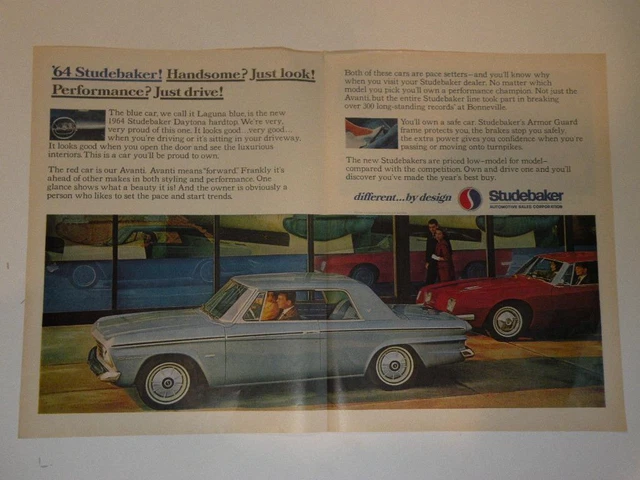 '64 Studebaker! Handsome? Just look!
Performance? Just drive!
The blue car, we call it Laguna blue, is the new
1964 Studebaker Daytona hardtop. We're very,
very proud of this one. It looks good...very good...
when you're driving or it's sitting in your driveway.
It looks good when you open the door and see the luxurious
interiors. This is a car you'll be proud to own.
The red car is our Avanti. Avanti means "forward." Frankly it's
ahead of other makes in both styling and performance. One
glance shows what a beauty it is! And the owner is obviously a
person who likes to set the pace and start trends.
Both of these cars are pace setters—and you'll know why
when you visit your Studebaker dealer. No matter which
model you pick you'll own a performance champion. Not just the
Avanti, but the entire Studebaker line took part in breaking
over 300 long-standing records* at Bonneville.
You'll own a safe car. Studebaker's Armor Guard
frame protects you, the brakes stop you safely,
the extra power gives you confidence when you're
passing or moving onto turnpikes.
The new Studebakers are priced low—model for model—
compared with the competition. Own and drive one and you'll
discover you've made the year's best buy.
different...by design
S
Studebaker
AUTOMOTIVE SALES CORPORATION